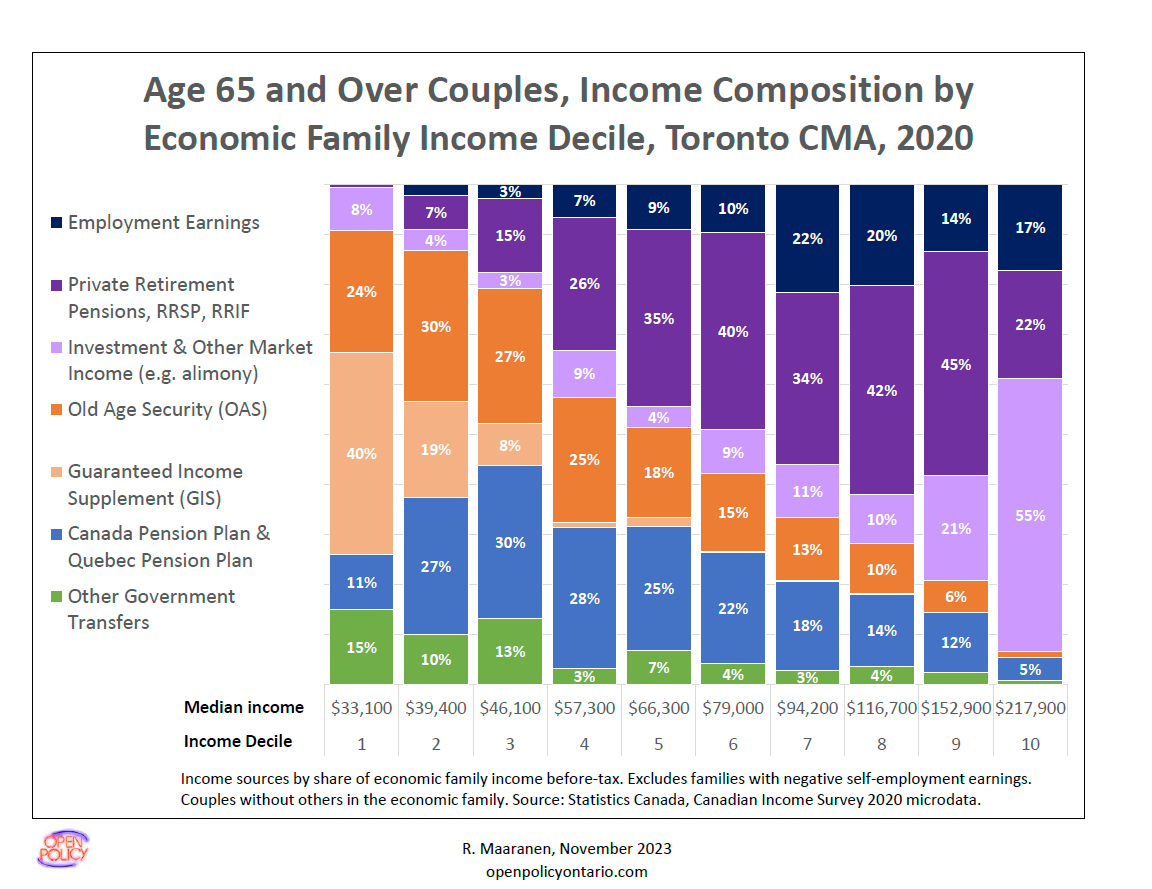 Age 65 and Over Couples, Income Composition by
Economic Family Income Decile, Toronto CMA, 2020
Employment Earnings
Private Retirement
Pensions, RRSP, RRIF
Investment & Other Market
Income (e.g. alimony)
Old Age Security (OAS)
Guaranteed Income
Supplement (GIS)
Canada Pension Plan &
Quebec Pension Plan
Other Government
Transfers
8%
24%
40%
11%
15%
7%
4%
30%
19%
27%
10%
3%
15%
3%
27%
8%
30%
13%
7%
26%
9%
25%
28%
3%
9%
35%
4%
18%
25%
7%
10%
40%
9%
15%
22%
4%
22%
34%
11%
13%
18%
3%
20%
42%
10%
10%
14%
4%
14%
45%
21%
6%
12%
17%
22%
55%
5%
Median income $33,100 $39,400 $46,100 $57,300 $66,300 $79,000 $94,200 $116,700 $152,900 $217,900
Income Decile 1 2 3 4 5 6 7 8 9 10
Income sources by share of economic family income before-tax. Excludes families with negative self-employment earnings.
Couples without others in the economic family. Source: Statistics Canada, Canadian Income Survey 2020 microdata.
OPEN
POLICY
R. Maaranen, November 2023
openpolicyontario.com